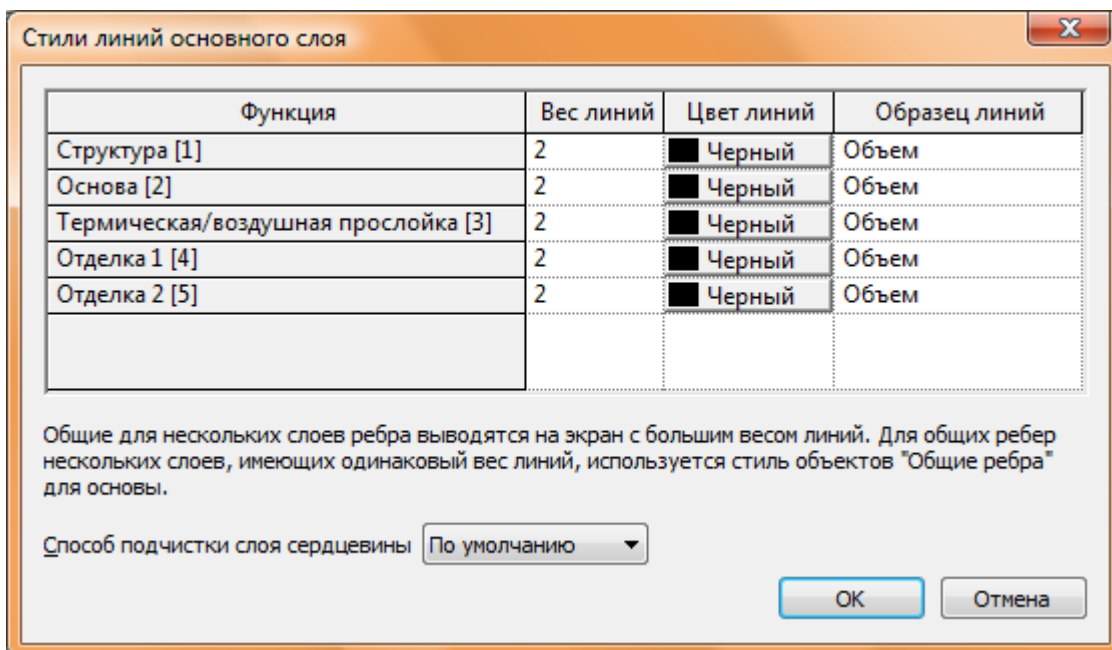 Стили линий основного слоя
Функция Вес линий Цвет линий Образец линий
Структура [1] 2 Черный Объем
Основа [2] 2 Черный Объем
Термическая/воздушная прослойка [3] 2 Черный Объем
Отделка 1 [4] 2 Черный Объем
Отделка 2 [5] 2 Черный Объем
Общие для нескольких слоев ребра выводятся на экран с большим весом линий. Для общих ребер
нескольких слоев, имеющих одинаковый вес линий, используется стиль объектов "Общие ребра"
для основы.
Способ подчистки слоя сердцевины По умолчанию
OK Отмена